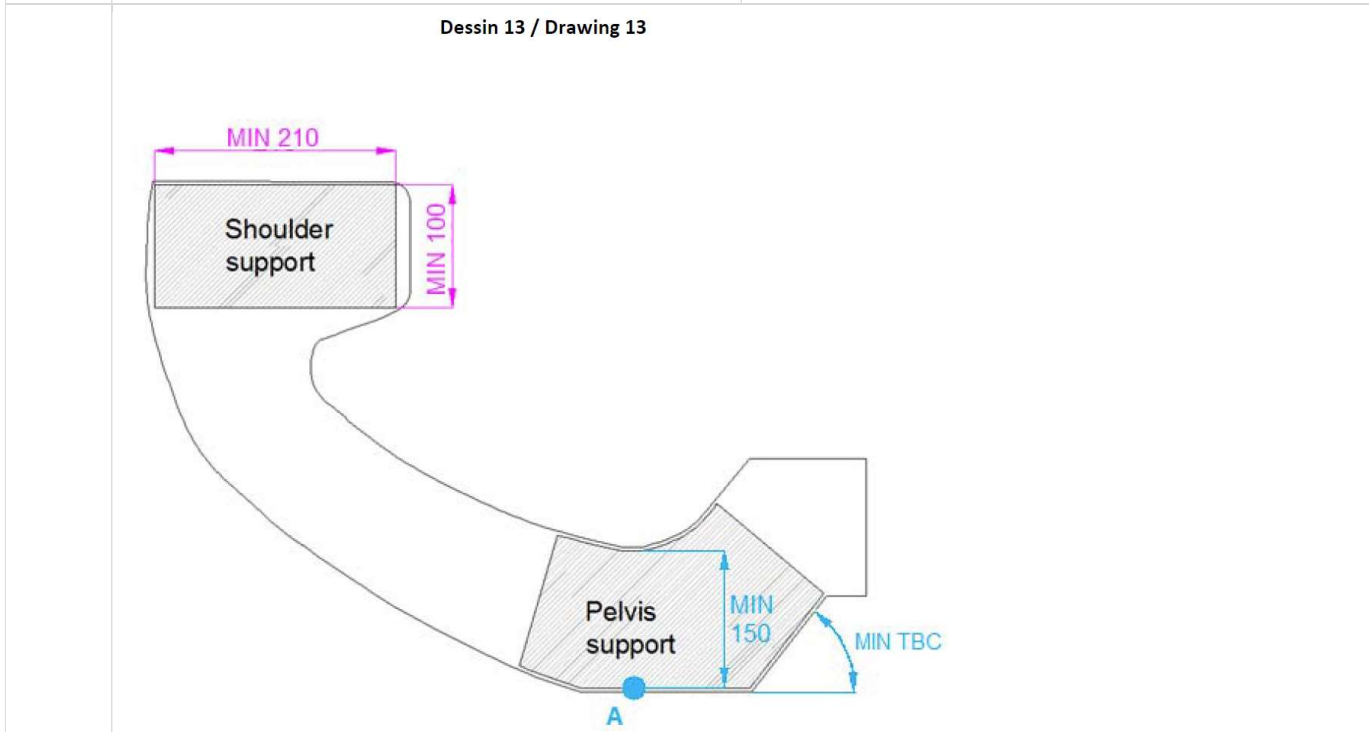 Dessin 13 / Drawing 13
MIN 210
Shoulder
support
MIN 100
Pelvis
support
MIN
150
MIN TBC
A